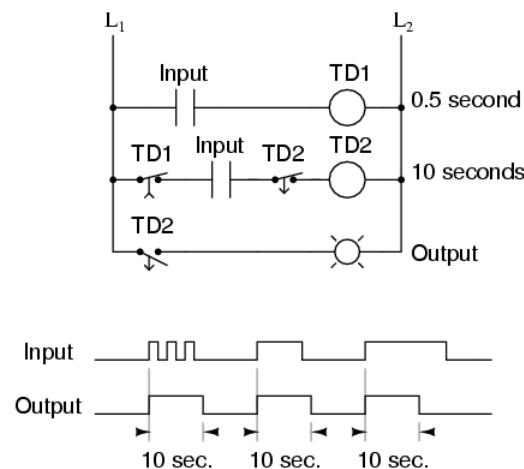 L1 L2
Input TD1
0.5 second
TD1 Input TD2 TD2
10 seconds
TD2
Output
Input
Output
10 sec. 10 sec. 10 sec.